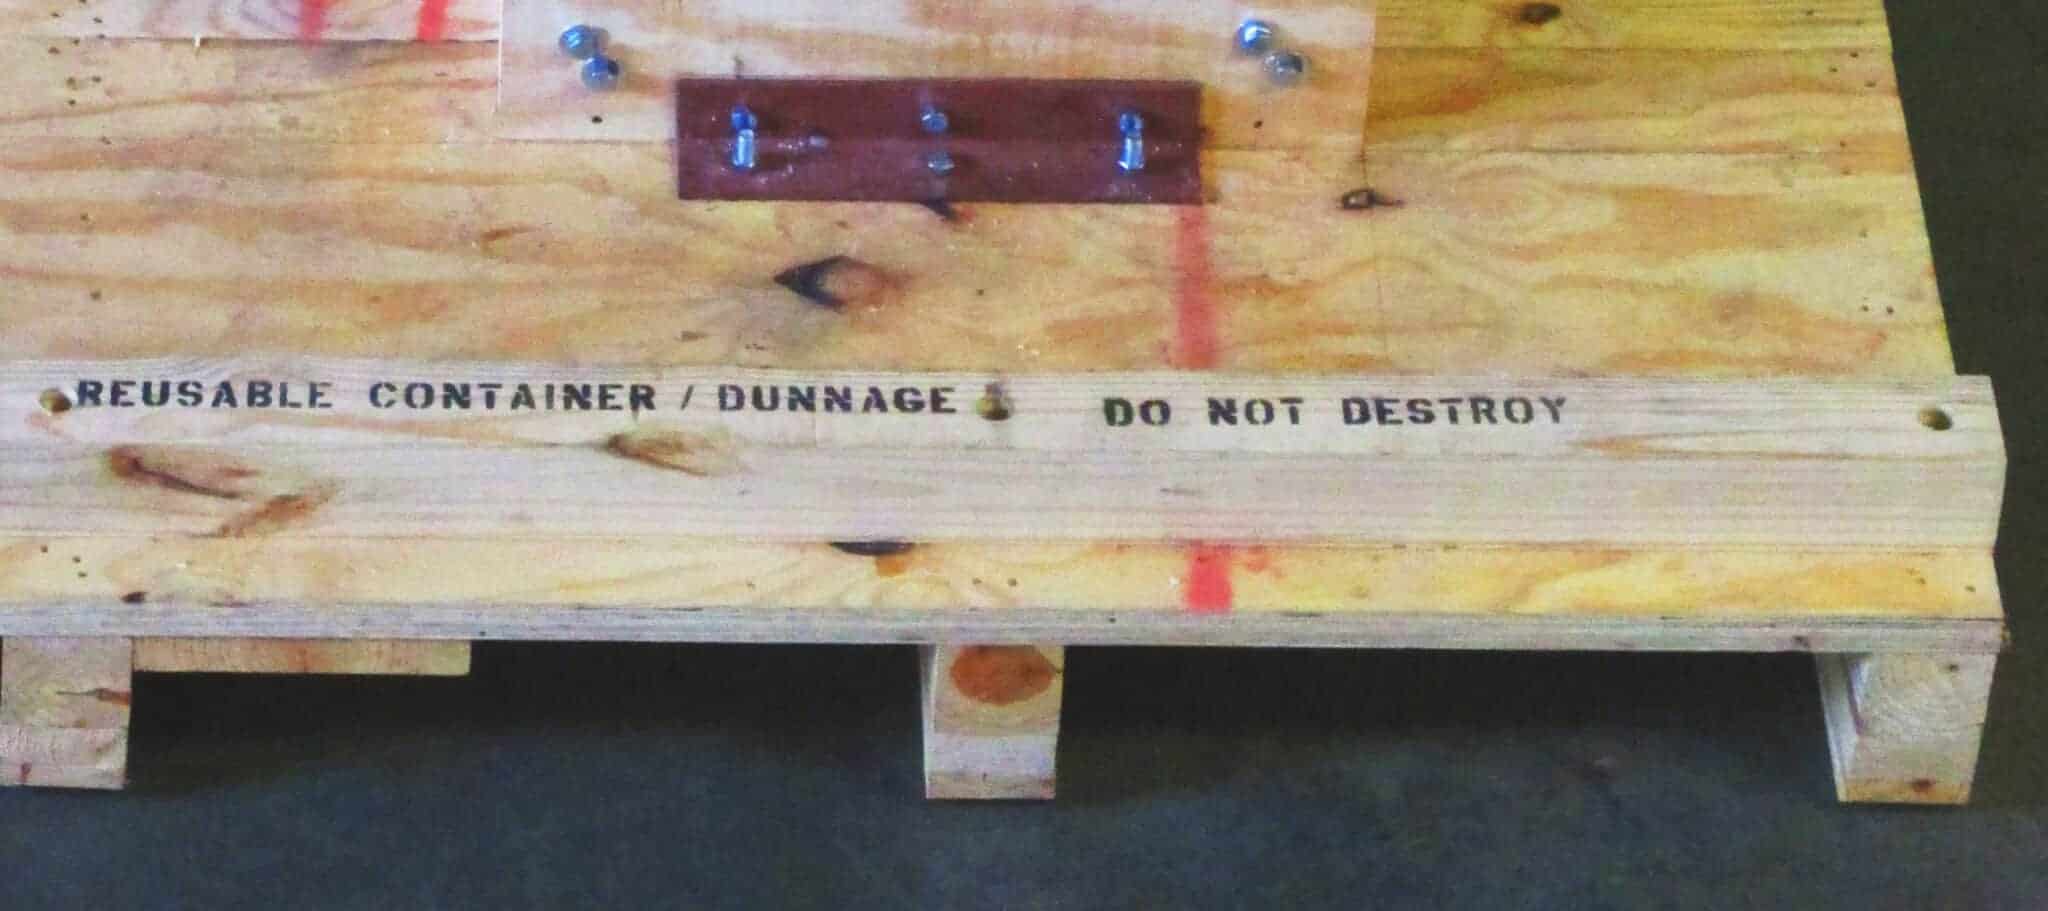 REUSABLE CONTAINER / DUNNAGE DO NOT DESTROY